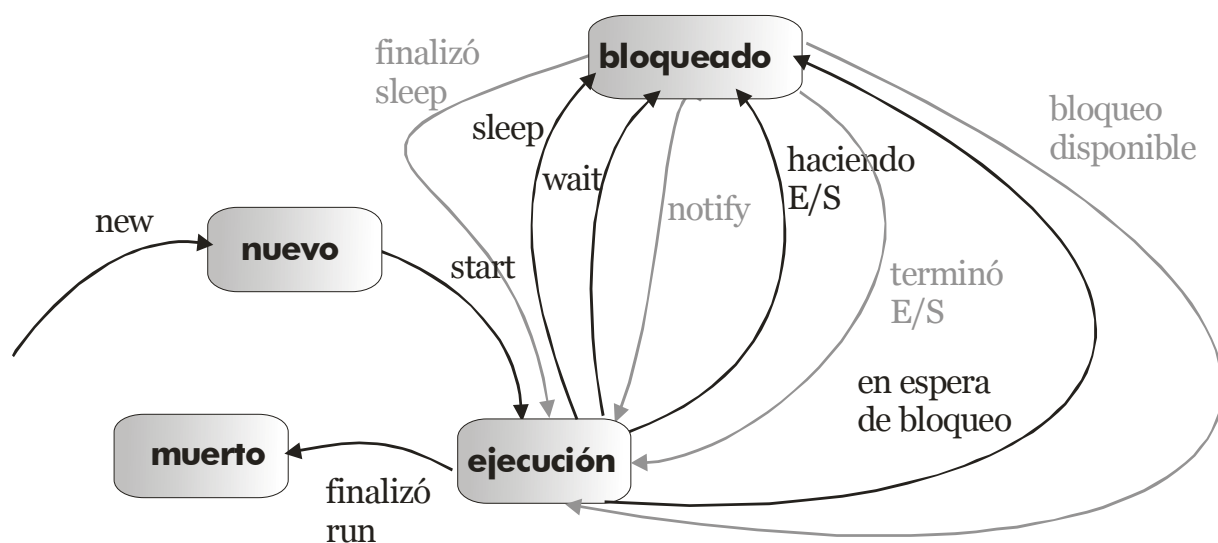 finalizó
sleep
bloqueado
bloqueo
disponible
sleep
wait
haciendo
E/S
notify
new
nuevo
start
terminó
E/S
en espera
de bloqueo
muerto
ejecución
finalizó
run